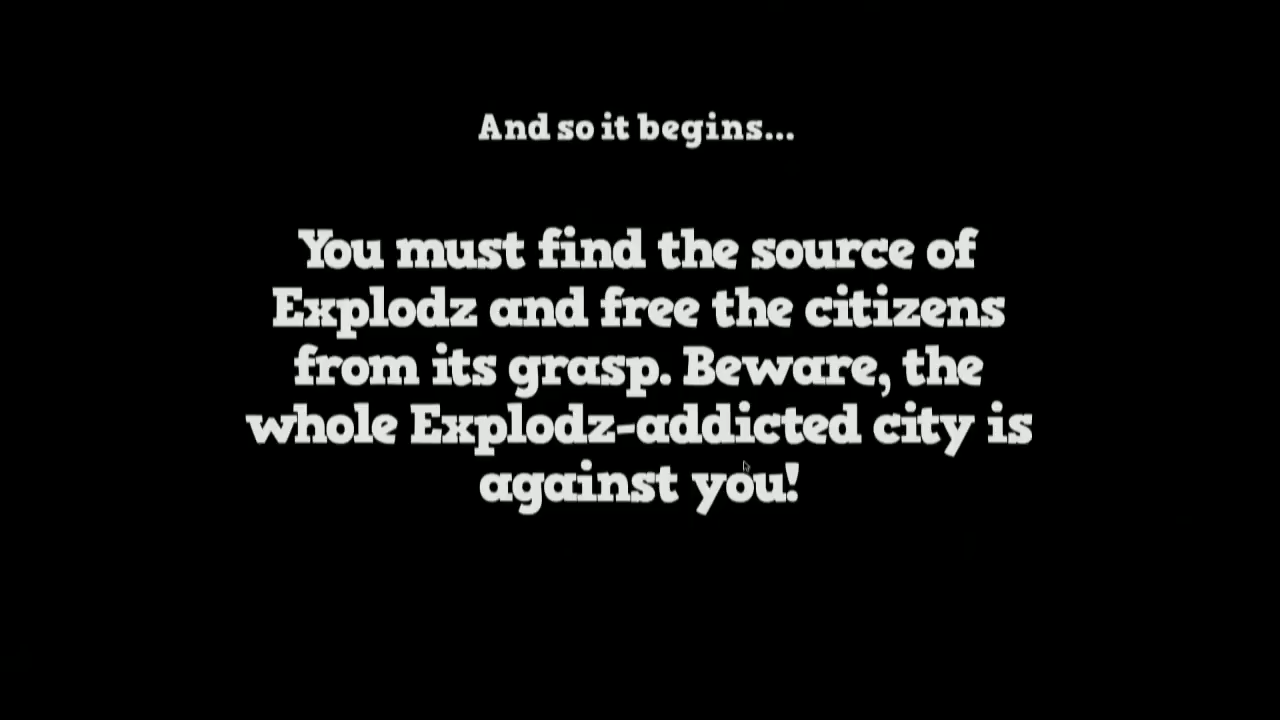 And so it begins...
You must find the source of
Explodz and free the citizens
from its grasp. Beware, the
whole Explodz-addicted city is
against you!